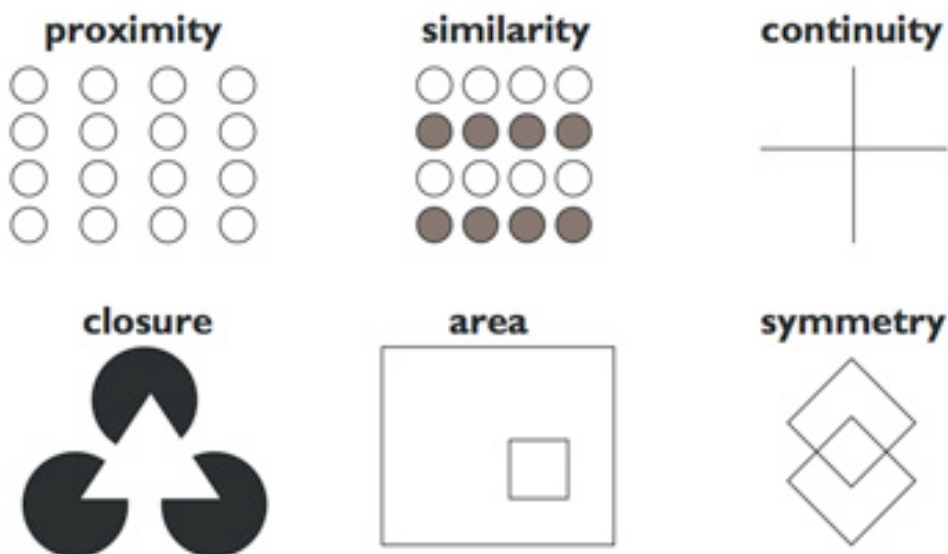 proximity
similarity
continuity
closure
area
symmetry